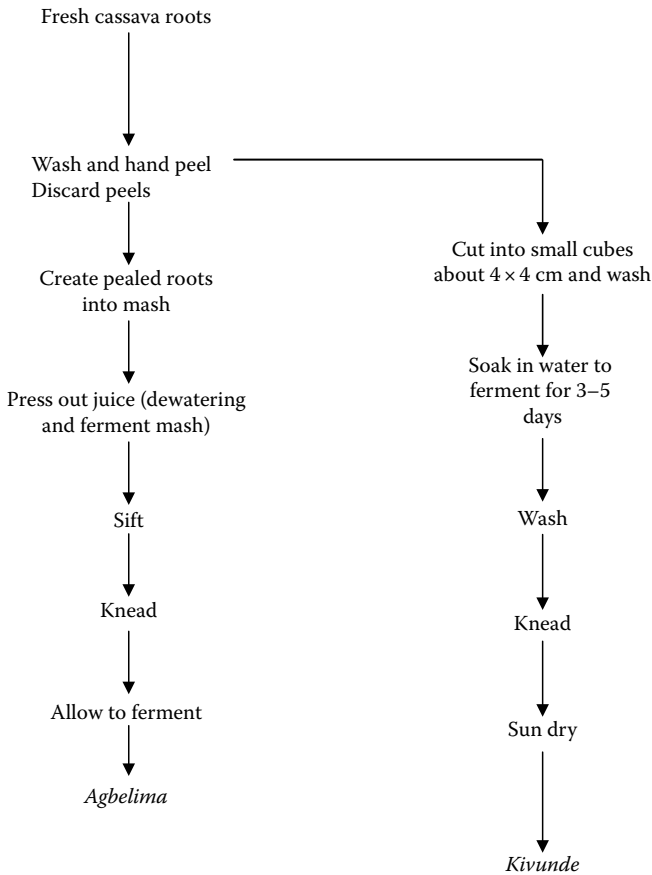 Fresh cassava roots
Wash and hand peel
Discard peels
Create pealed roots
into mash
Press out juice (dewatering
and ferment mash)
Sift
Knead
Allow to ferment
Agbelima
Cut into small cubes
about 4 × 4 cm and wash
Soak in water to
ferment for 3–5
days
Wash
Knead
Sun dry
Kivunde